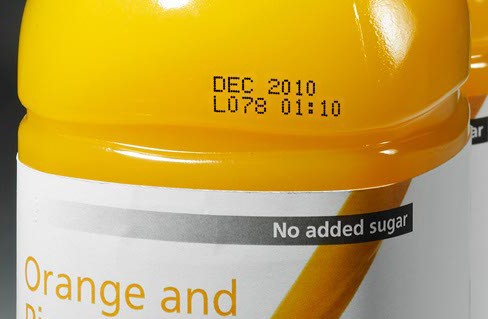 DEC 2010
L078 01:10
No added sugar
Orange and